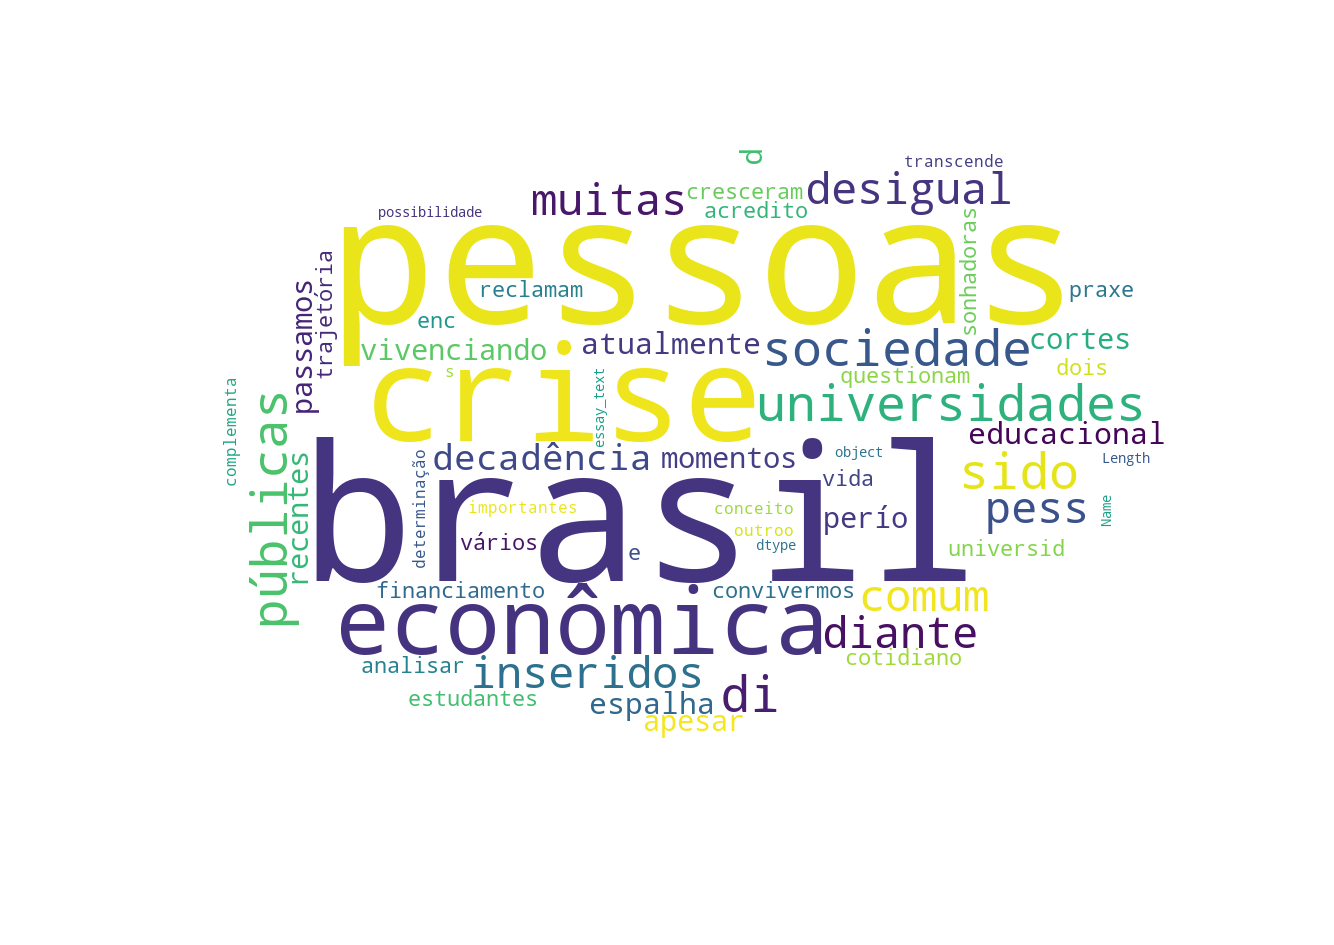 d
transcende
muitas
cresceram
desigual
possibilidade
acredito
pessoas
sonhadoras
trajetória
passamos
reclamam
praxe
enc
vivenciando
atualmente
sociedade
cortes
crise
s
essay_text
questionam
dois
complementa
públicas
universidades
recentes
determinação
decadência
momentos
object
educacional
Length
brasil
vida
sido
importantes
conceito
perío
pess
Name
outroo
vários
e
dtype
universid
financiamento
convivermos
comum
econômica
diante
analisar
inseridos
cotidiano
estudantes
espalha
di
apesar